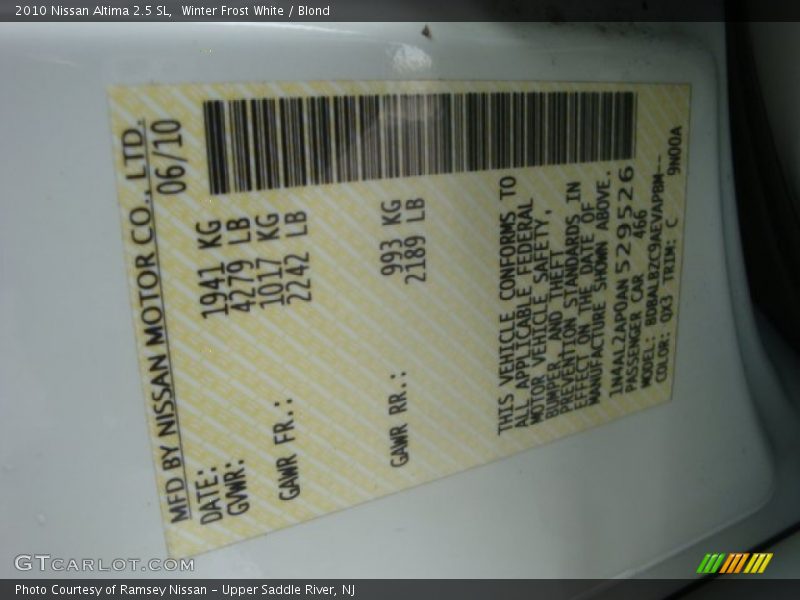 2010 Nissan Altima 2.5 SL, Winter Frost White / Blond
MFD BY NISSAN MOTOR CO., LTD.
DATE: 06/10
GVWR: 1941 KG
4279 LB
GAWR FR.: 1017 KG
2242 LB
GAWR RR.: 993 KG
2189 LB
THIS VEHICLE CONFORMS TO
ALL APPLICABLE FEDERAL
MOTOR VEHICLE SAFETY,
BUMPER, AND THEFT
PREVENTION STANDARDS IN
EFFECT ON THE DATE OF
MANUFACTURE SHOWN ABOVE.
1N4AL2AP0AN529526
PASSENGER CAR 466
MODEL: BDBALBZC9AEVAPBM--
COLOR: QX3 TRIM: C 9N00A
GTCARLOT.COM
Photo Courtesy of Ramsey Nissan - Upper Saddle River, NJ